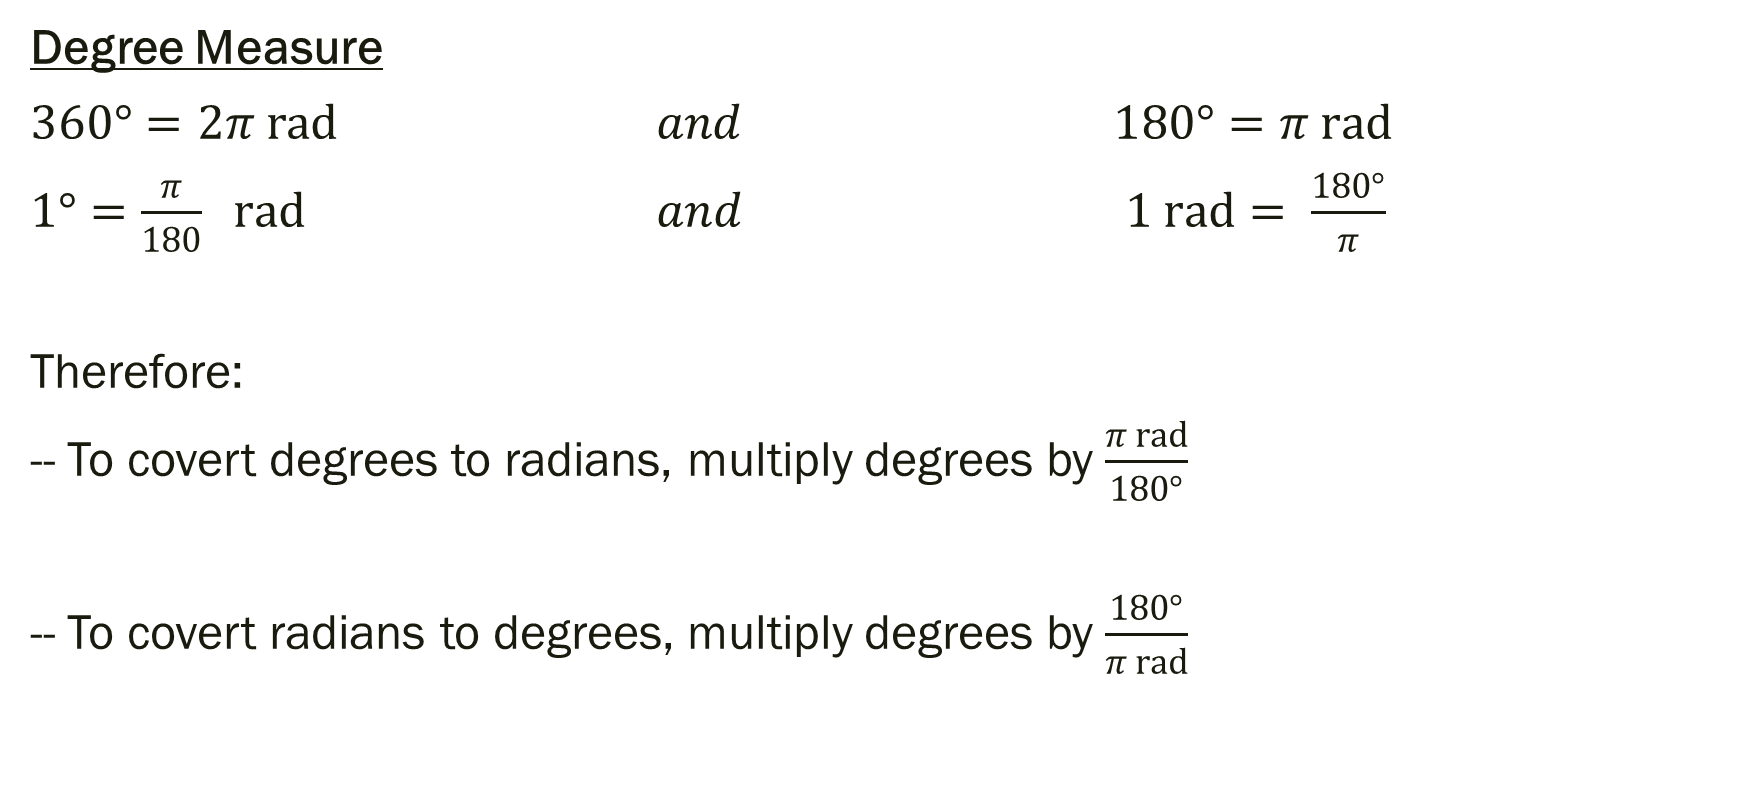 Degree Measure
360° = 2𝜋 rad and 180° = 𝜋 rad
1° = 𝜋/180 rad and 1 rad = 180°/𝜋
Therefore:
-- To covert degrees to radians, multiply degrees by 𝜋 rad/180°
-- To covert radians to degrees, multiply degrees by 180°/𝜋 rad